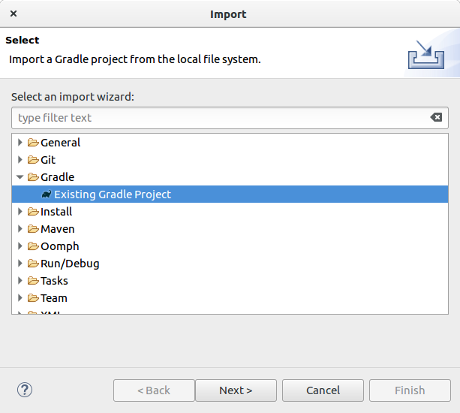 Import
Select
Import a Gradle project from the local file system.
Select an import wizard:
type filter text
General
Git
Gradle
Existing Gradle Project
Install
Maven
Oomph
Run/Debug
Tasks
Team
? < Back Next > Cancel Finish